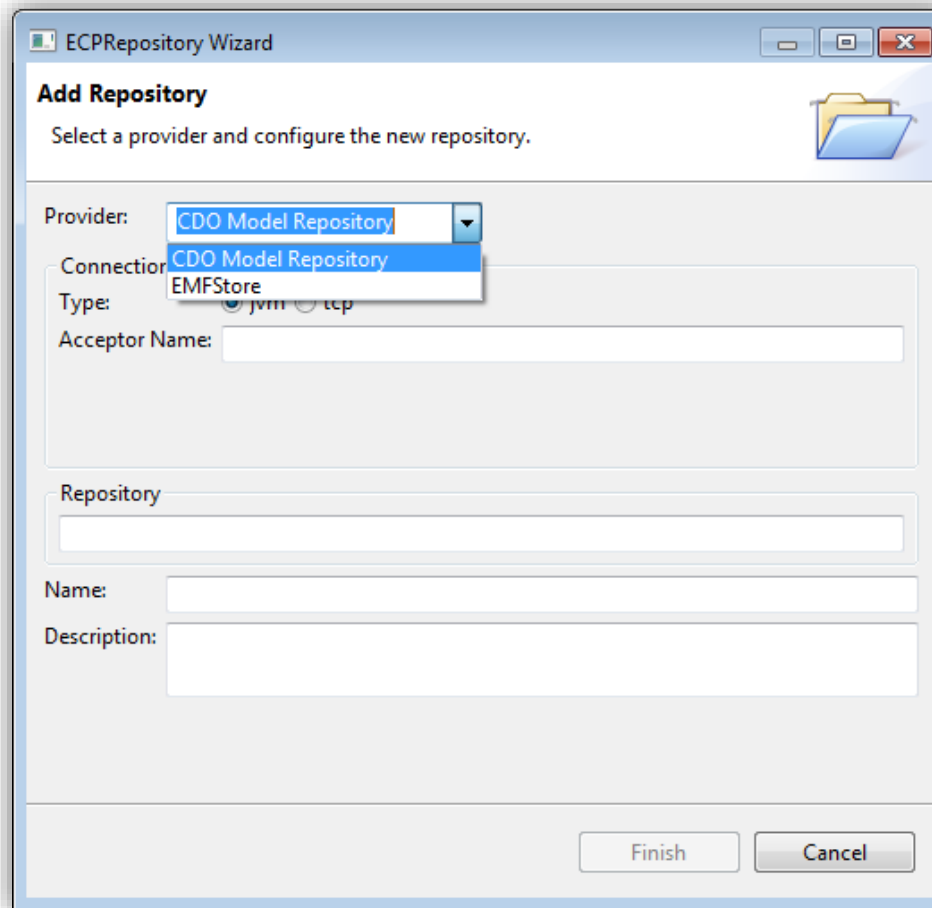 ECPRepository Wizard
Add Repository
Select a provider and configure the new repository.
Provider: CDO Model Repository
CDO Model Repository
EMFStore
Connection
Type: jvm tcp
Acceptor Name:
Repository
Name:
Description:
Finish Cancel